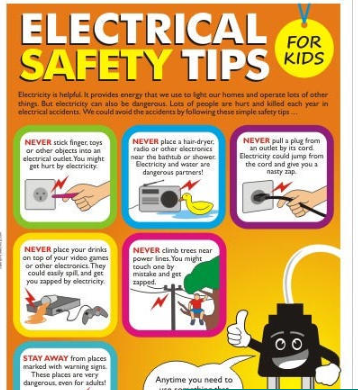 ELECTRICAL
SAFETY TIPS
FOR
KIDS
Electricity is helpful. It provides energy that we use to light our homes and operate lots of other
things. But electricity can also be dangerous. Lots of people are hurt and killed each year in
electrical accidents. We could avoid the accidents by following these simple safety tips ...
NEVER stick finger, toys
or other objects into an
electrical outlet. You might
get hurt by electricity.
NEVER place a hair-dryer,
radio or other electronics
near the bathtub or shower.
Electricity and water are
dangerous partners!
NEVER pull a plug from
an outlet by its cord.
Electricity could jump from
the cord and give you a
nasty zap.
NEVER place your drinks
on top of your video games
or other electronics. They
could easily spill, and get
you zapped by electricity.
NEVER climb trees near
power lines. You might
touch one by
mistake and get
zapped.
STAY AWAY from places
marked with warning signs.
These places are very
dangerous, even for adults!
Anytime you need to
use something that